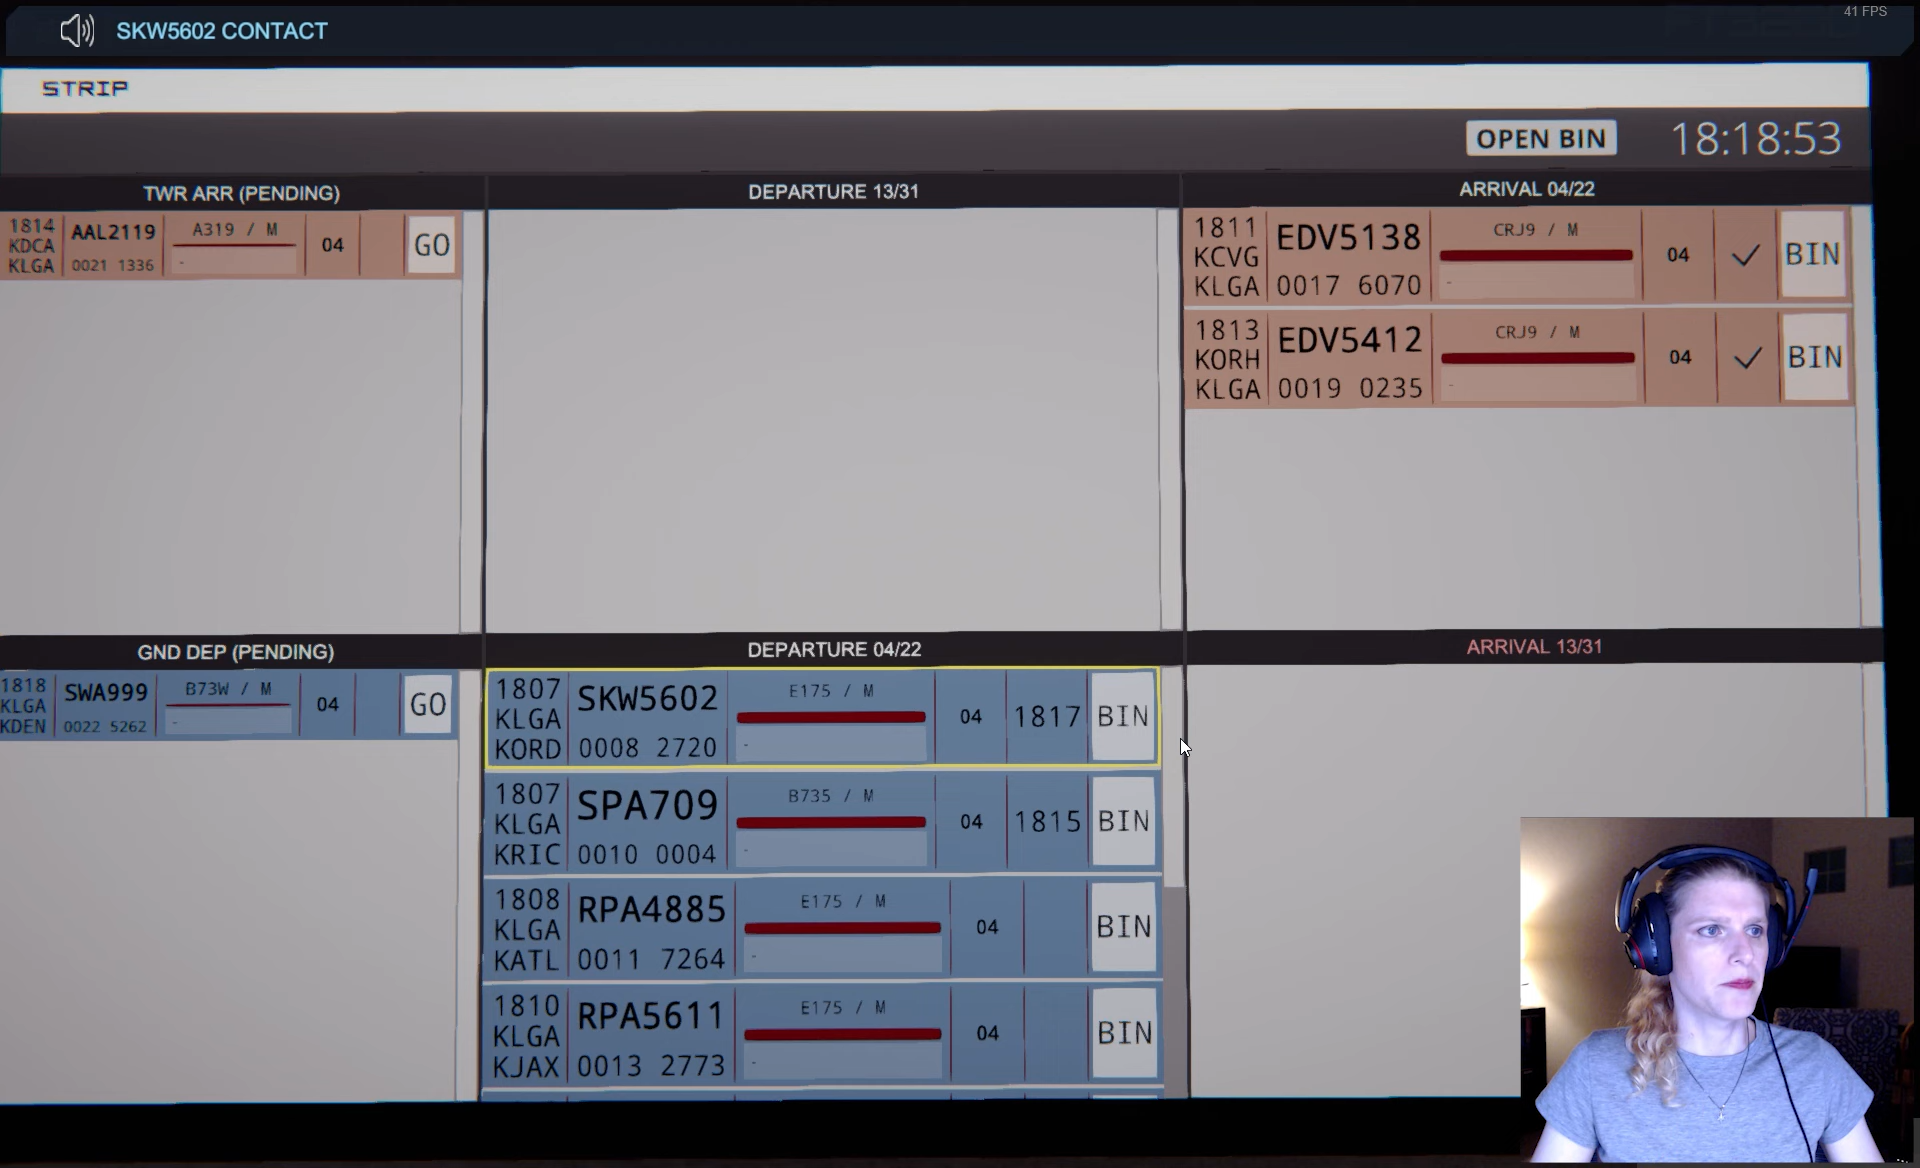 SKW5602 CONTACT
41 FPS
STRIP
OPEN BIN
18:18:53
TWR ARR (PENDING)
1814
KDCA
KLGA
AAL2119
0021 1336
A319 / M
-
04
GO
DEPARTURE 13/31
ARRIVAL 04/22
1811
KCVG
KLGA
EDV5138
0017 6070
CRJ9 / M
-
04
✓
BIN
1813
KORH
KLGA
EDV5412
0019 0235
CRJ9 / M
-
04
✓
BIN
GND DEP (PENDING)
1818
KLGA
KDEN
SWA999
0022 5262
B73W / M
-
04
GO
DEPARTURE 04/22
1807
KLGA
KORD
SKW5602
0008 2720
E175 / M
-
04
1817
BIN
1807
KLGA
KRIC
SPA709
0010 0004
B735 / M
-
04
1815
BIN
1808
KLGA
KATL
RPA4885
0011 7264
E175 / M
-
04
BIN
1810
KLGA
KJAX
RPA5611
0013 2773
E175 / M
-
04
BIN
ARRIVAL 13/31